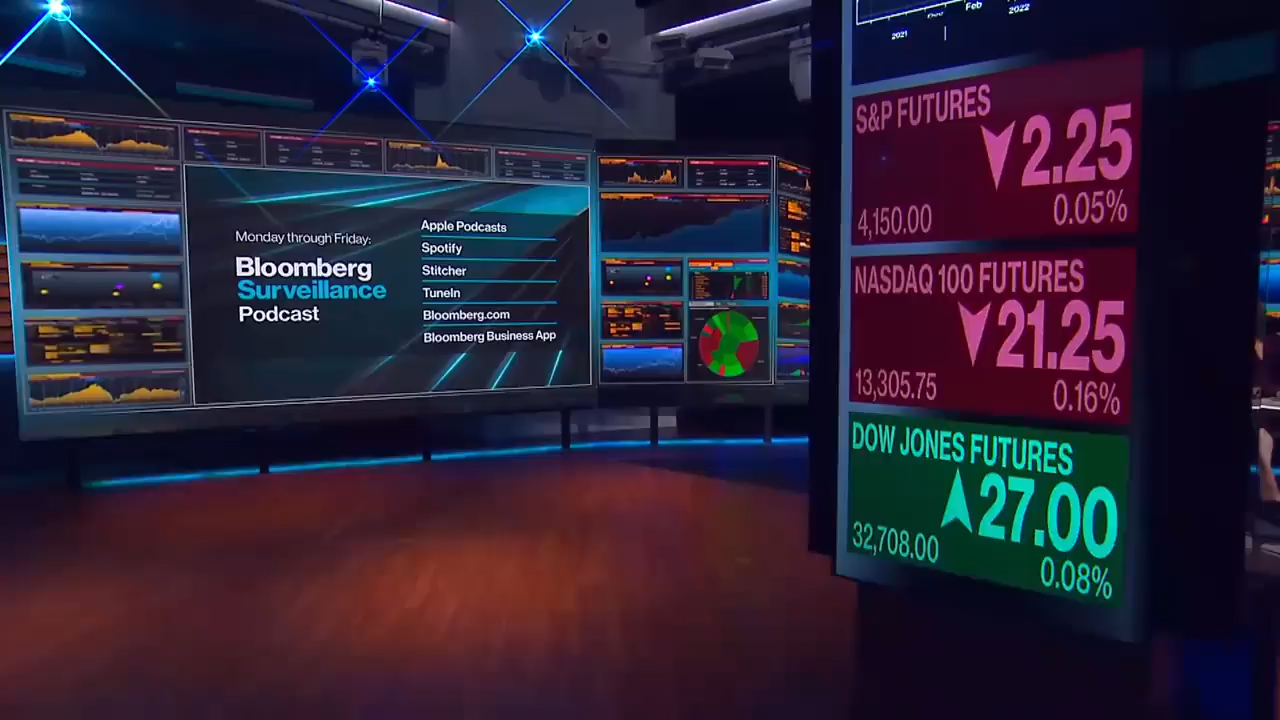 Monday through Friday:
Bloomberg
Surveillance
Podcast
Apple Podcasts
Spotify
Stitcher
TuneIn
Bloomberg.com
Bloomberg Business App
Dec
Feb
2022
2021
S&P FUTURES
2.25
4,150.00
0.05%
NASDAQ 100 FUTURES
21.25
13,305.75
0.16%
DOW JONES FUTURES
27.00
32,708.00
0.08%